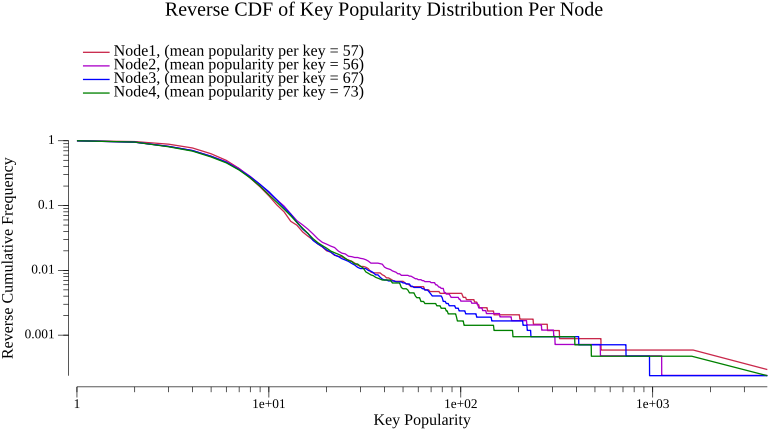 Reverse CDF of Key Popularity Distribution Per Node
Node1, (mean popularity per key = 57)
Node2, (mean popularity per key = 56)
Node3, (mean popularity per key = 67)
Node4, (mean popularity per key = 73)
Reverse Cumulative Frequency
1
0.1
0.01
0.001
1
1e+01
1e+02
1e+03
Key Popularity